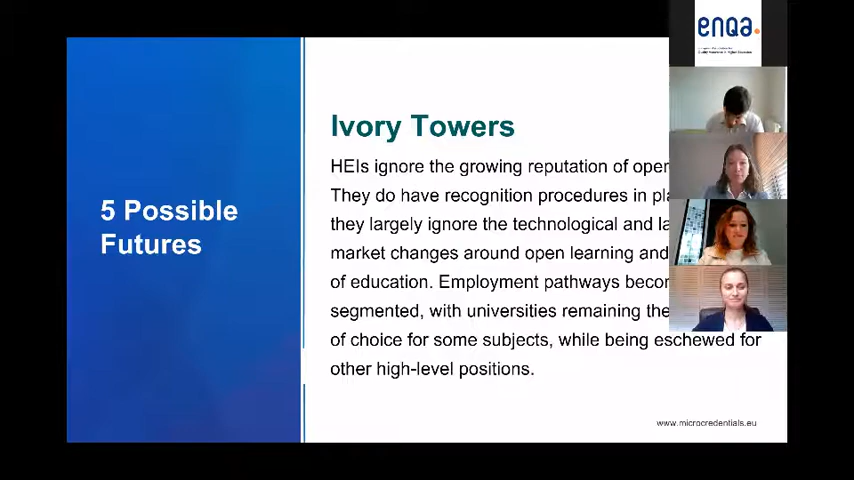 enqa.
5 Possible
Futures
Ivory Towers
HEIs ignore the growing reputation of oper
They do have recognition procedures in pla
they largely ignore the technological and la
market changes around open learning and
of education. Employment pathways becor
segmented, with universities remaining the
of choice for some subjects, while being eschewed for
other high-level positions.
www.microcredentials.eu